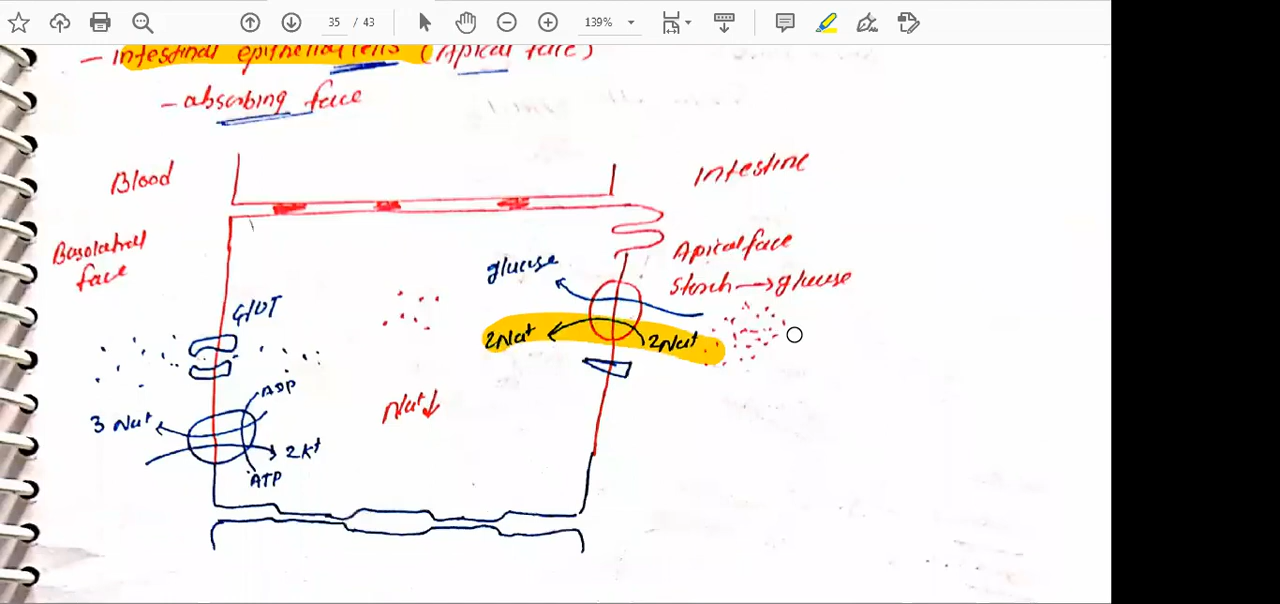 35 / 43
139%
- Intestinal epithelial cells (Apical face)
- absorbing face
Blood
Intestine
Basolateral face
Apical face
Starch → glucose
glucose
GLUT
2Na+
2Na+
ADP
3 Na+
Na+↓
2K+
ATP